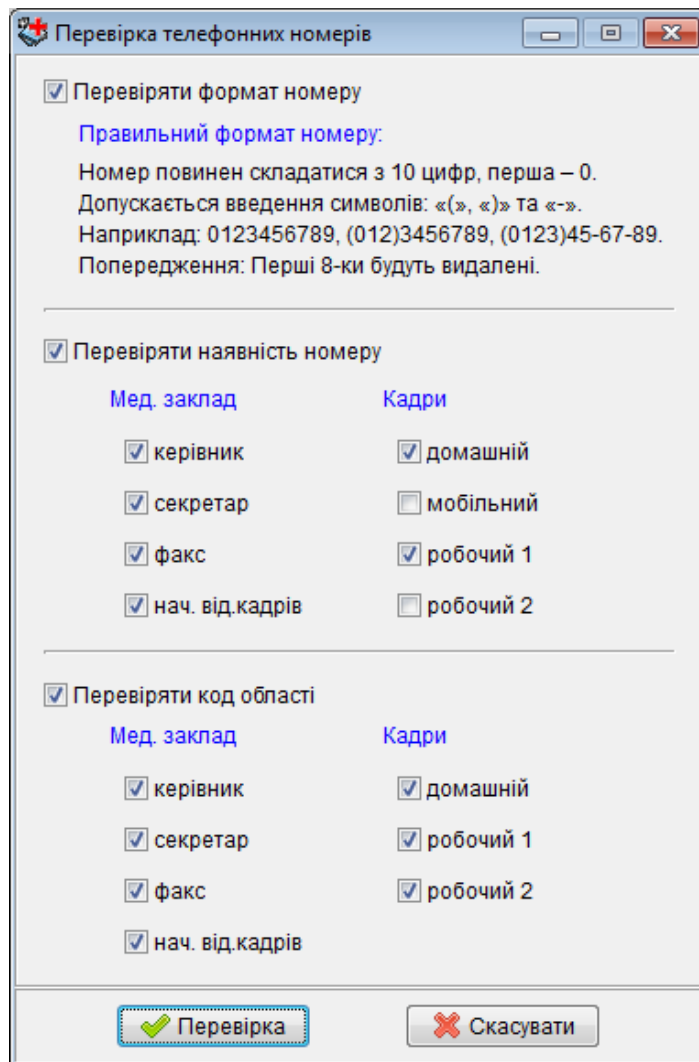 Перевірка телефонних номерів
Перевіряти формат номеру
Правильний формат номеру:
Номер повинен складатися з 10 цифр, перша – 0.
Допускається введення символів: «(», «)» та «-».
Наприклад: 0123456789, (012)3456789, (0123)45-67-89.
Попередження: Перші 8-ки будуть видалені.
Перевіряти наявність номеру
Мед. заклад Кадри
керівник домашній
секретар мобільний
факс робочий 1
нач. від.кадрів робочий 2
Перевіряти код області
Мед. заклад Кадри
керівник домашній
секретар робочий 1
факс робочий 2
нач. від.кадрів
Перевірка Скасувати